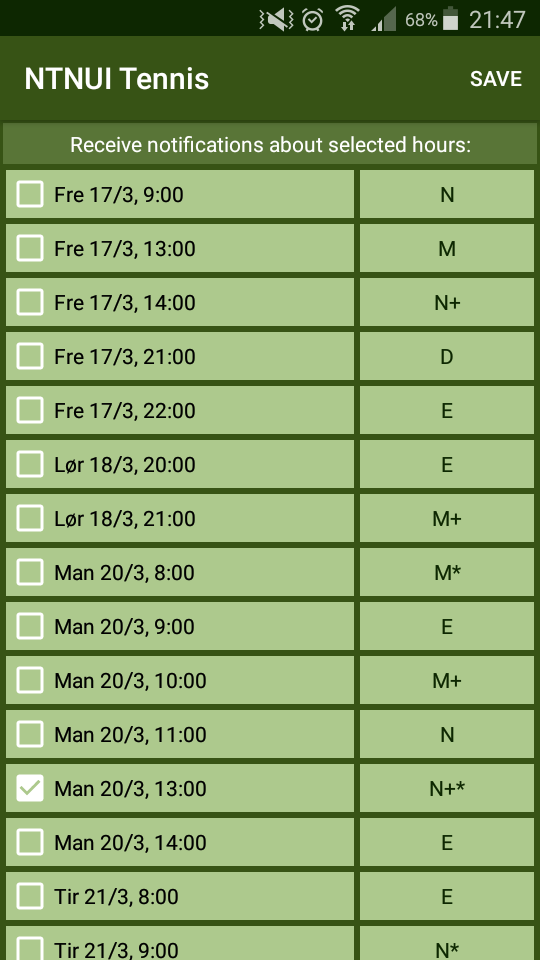 68% 21:47
NTNUI Tennis SAVE
Receive notifications about selected hours:
Fre 17/3, 9:00 N
Fre 17/3, 13:00 M
Fre 17/3, 14:00 N+
Fre 17/3, 21:00 D
Fre 17/3, 22:00 E
Lør 18/3, 20:00 E
Lør 18/3, 21:00 M+
Man 20/3, 8:00 M*
Man 20/3, 9:00 E
Man 20/3, 10:00 M+
Man 20/3, 11:00 N
Man 20/3, 13:00 N+*
Man 20/3, 14:00 E
Tir 21/3, 8:00 E
Tir 21/3, 9:00 N*